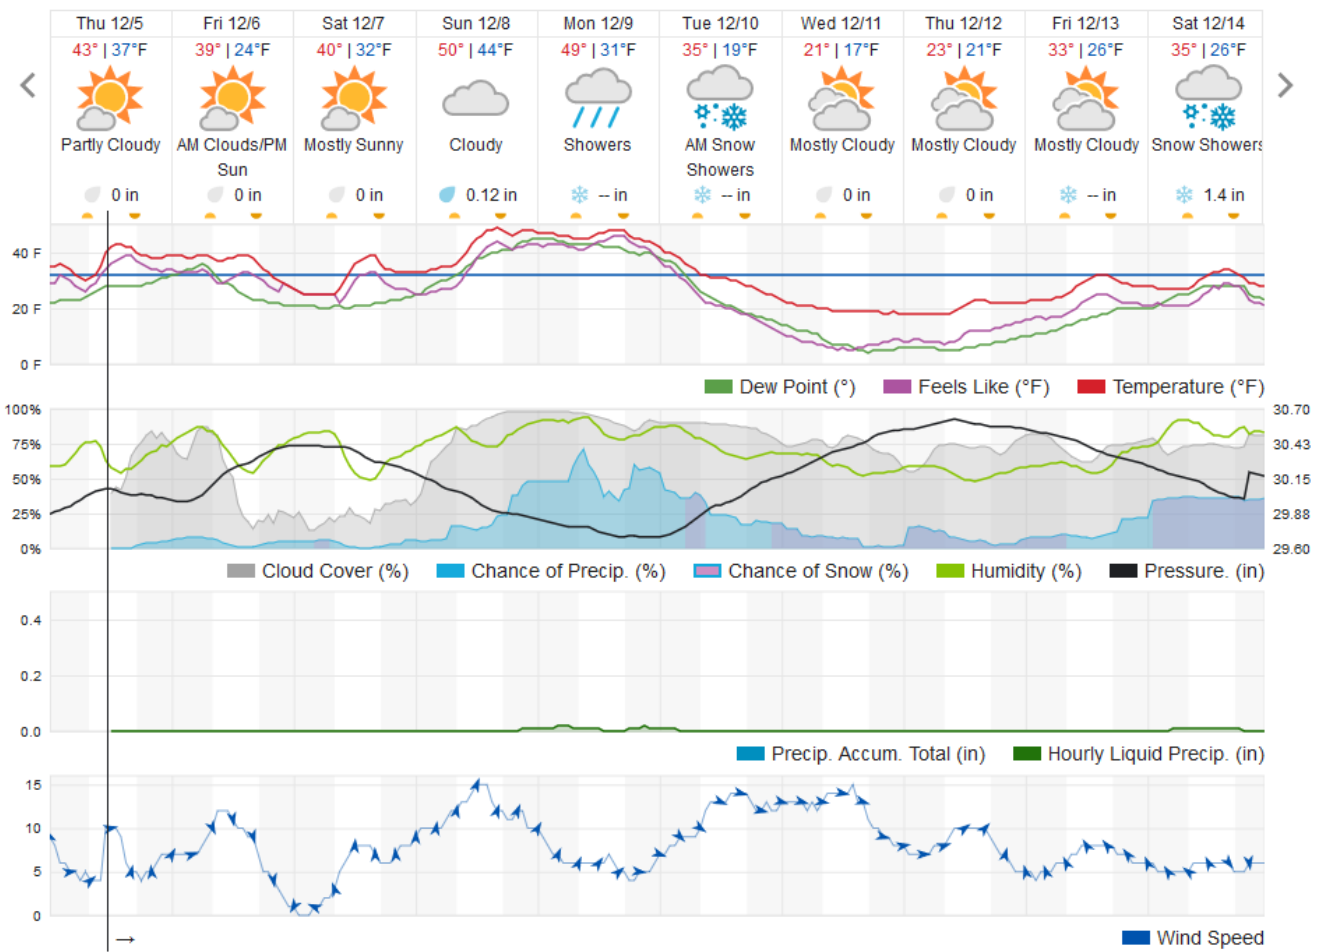 Thu 12/5 Fri 12/6 Sat 12/7 Sun 12/8 Mon 12/9 Tue 12/10 Wed 12/11 Thu 12/12 Fri 12/13 Sat 12/14
43° | 37°F 39° | 24°F 40° | 32°F 50° | 44°F 49° | 31°F 35° | 19°F 21° | 17°F 23° | 21°F 33° | 26°F 35° | 26°F
Partly Cloudy AM Clouds/PM Mostly Sunny Cloudy Showers AM Snow Mostly Cloudy Mostly Cloudy Mostly Cloudy Snow Showers
Sun Showers
0 in 0 in 0 in 0.12 in -- in -- in 0 in 0 in -- in 1.4 in
40 F
20 F
0 F
Dew Point (°) Feels Like (°F) Temperature (°F)
100% 30.70
75% 30.43
50% 30.15
25% 29.88
0% 29.60
Cloud Cover (%) Chance of Precip. (%) Chance of Snow (%) Humidity (%) Pressure. (in)
0.4
0.2
0.0
Precip. Accum. Total (in) Hourly Liquid Precip. (in)
15
10
5
0
→ Wind Speed